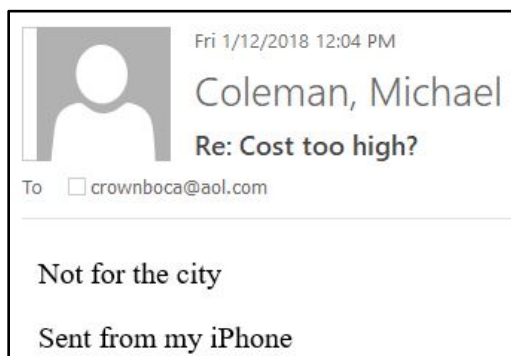 Fri 1/12/2018 12:04 PM
Coleman, Michael
Re: Cost too high?
To crownboca@aol.com
Not for the city
Sent from my iPhone